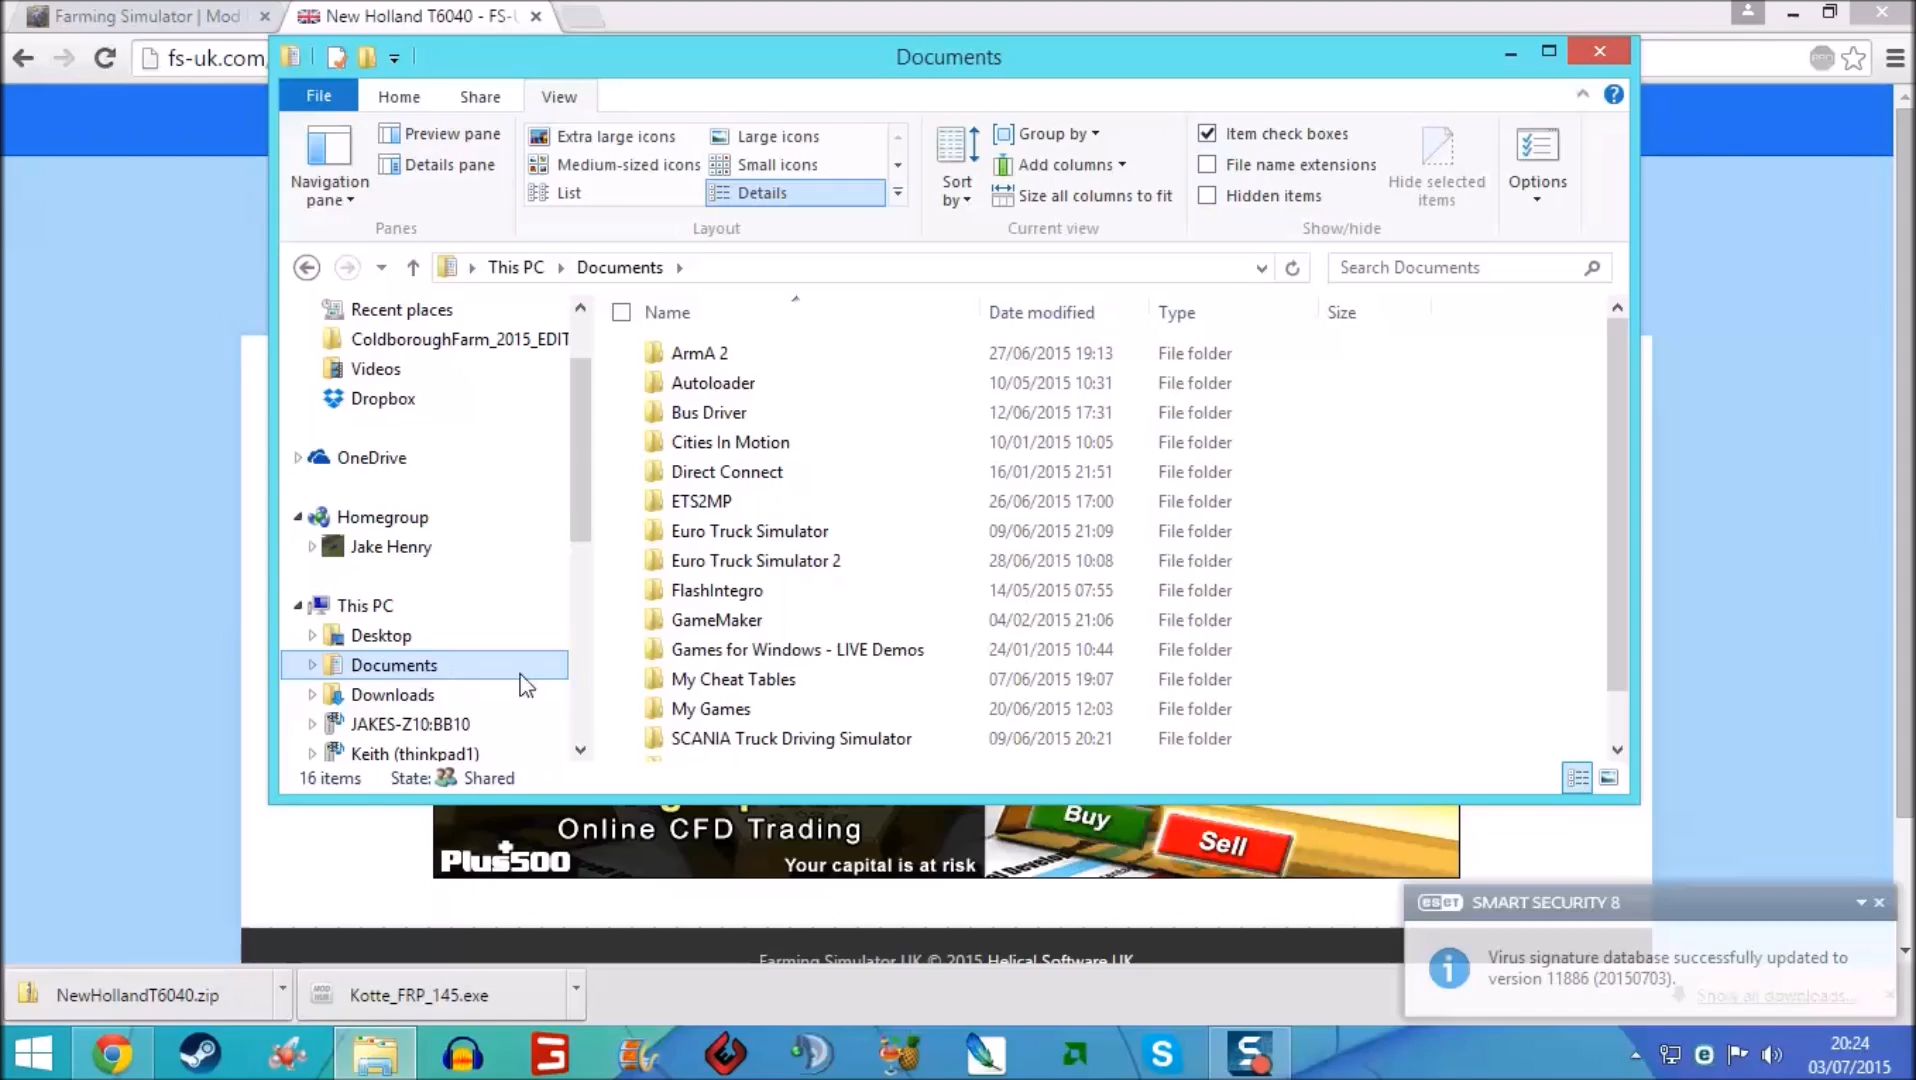 Farming Simulator | Mod
New Holland T6040 - FS-U
fs-uk.com/
Documents
File
Home
Share
View
Navigation pane
Preview pane
Details pane
Panes
Extra large icons
Large icons
Medium-sized icons
Small icons
List
Details
Layout
Sort by
Group by
Add columns
Size all columns to fit
Current view
Item check boxes
File name extensions
Hidden items
Hide selected items
Show/hide
Options
This PC
Documents
Search Documents
Recent places
ColdboroughFarm_2015_EDIT
Videos
Dropbox
OneDrive
Homegroup
Jake Henry
This PC
Desktop
Documents
Downloads
JAKES-Z10:BB10
Keith (thinkpad1)
Name Date modified Type Size
ArmA 2 27/06/2015 19:13 File folder
Autoloader 10/05/2015 10:31 File folder
Bus Driver 12/06/2015 17:31 File folder
Cities In Motion 10/01/2015 10:05 File folder
Direct Connect 16/01/2015 21:51 File folder
ETS2MP 26/06/2015 17:00 File folder
Euro Truck Simulator 09/06/2015 21:09 File folder
Euro Truck Simulator 2 28/06/2015 10:08 File folder
FlashIntegro 14/05/2015 07:55 File folder
GameMaker 04/02/2015 21:06 File folder
Games for Windows - LIVE Demos 24/01/2015 10:44 File folder
My Cheat Tables 07/06/2015 19:07 File folder
My Games 20/06/2015 12:03 File folder
SCANIA Truck Driving Simulator 09/06/2015 20:21 File folder
16 items State: Shared
Online CFD Trading
Plus500
Your capital is at risk
Buy
Sell
Farming Simulator UK © 2015 Helical Software UK
eset SMART SECURITY 8
Virus signature database successfully updated to
version 11886 (20150703).
Show all downloads...
NewHollandT6040.zip
MOD HUB
Kotte_FRP_145.exe
20:24
03/07/2015